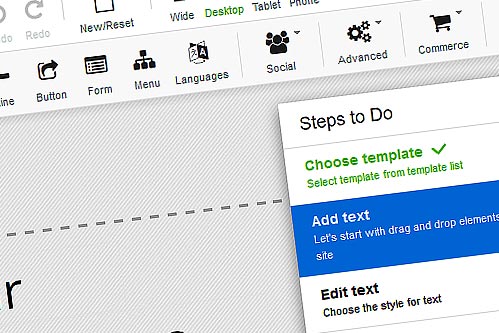 Redo New/Reset Wide Desktop Tablet Phone
Button Form Menu Languages Social Advanced Commerce
Steps to Do
Choose template
Select template from template list
Add text
Let's start with drag and drop elements
site
Edit text
Choose the style for text